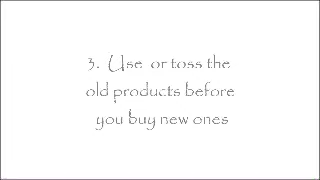 3. Use or toss the
old products before
you buy new ones